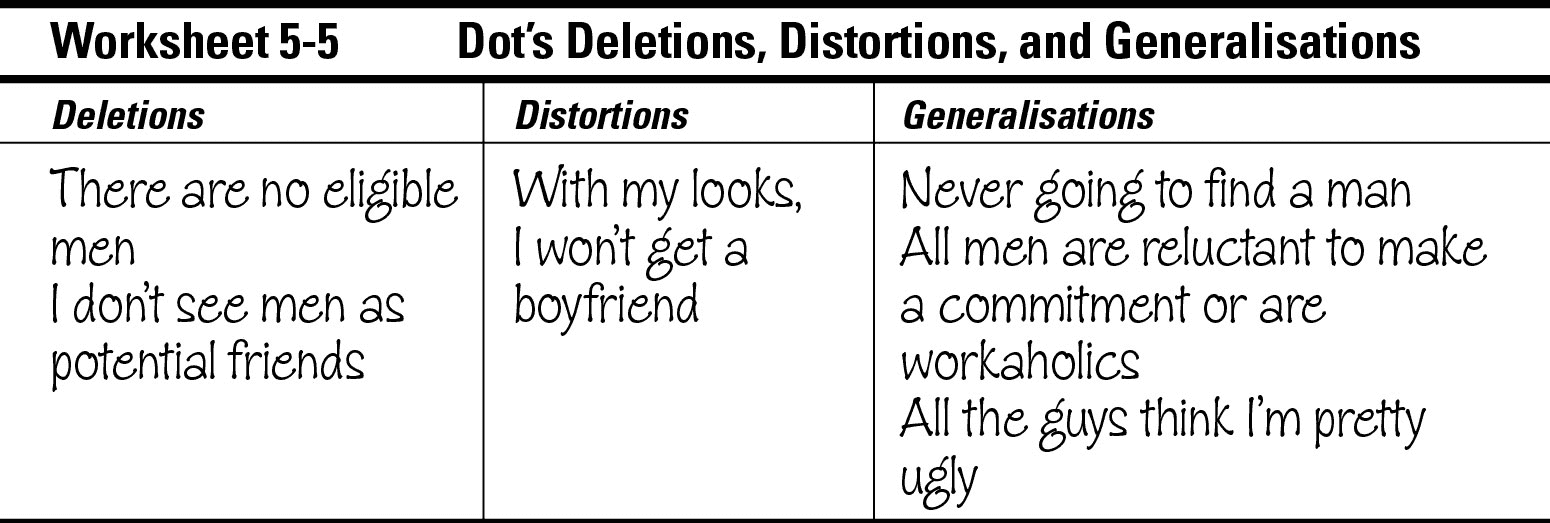 Worksheet 5-5 Dot's Deletions, Distortions, and Generalisations
Deletions
There are no eligible
men
I don't see men as
potential friends
Distortions
With my looks,
I won't get a
boyfriend
Generalisations
Never going to find a man
All men are reluctant to make
a commitment or are
workaholics
All the guys think I'm pretty
ugly